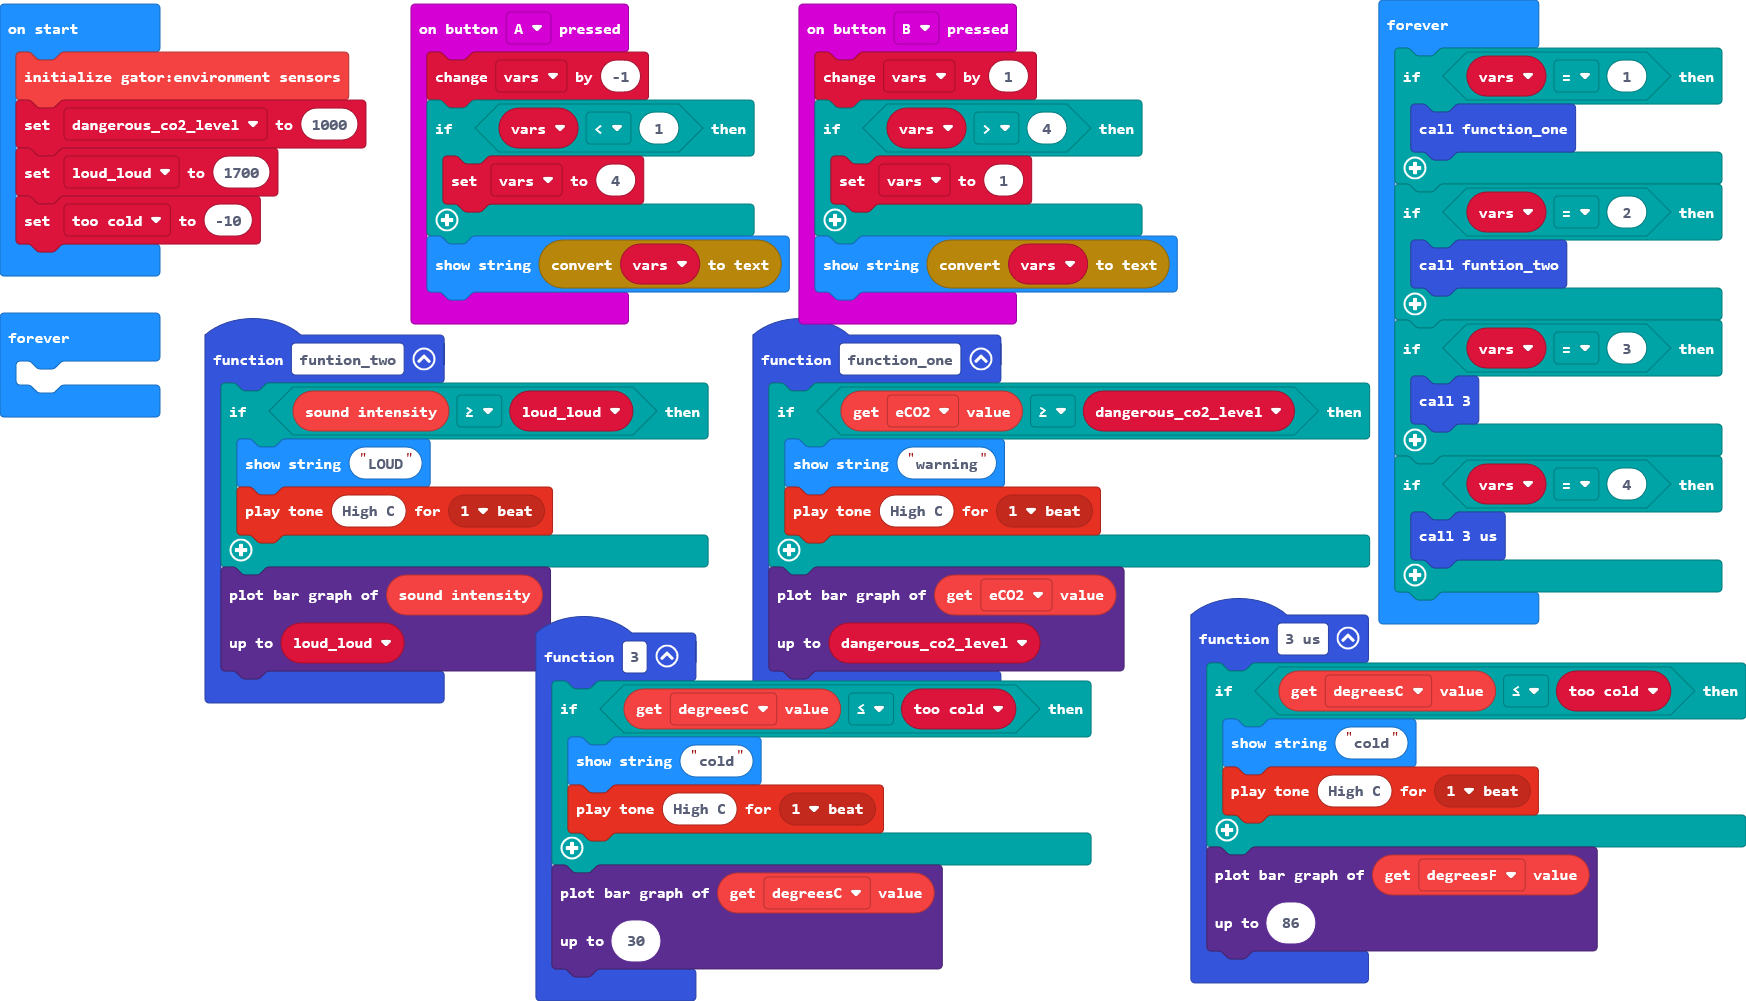 on start
initialize gator:environment sensors
set dangerous_co2_level to 1000
set loud_loud to 1700
set too cold to -10
forever
on button A pressed
change vars by -1
if vars < 1 then
set vars to 4
show string convert vars to text
on button B pressed
change vars by 1
if vars > 4 then
set vars to 1
show string convert vars to text
forever
if vars = 1 then
call function_one
if vars = 2 then
call funtion_two
if vars = 3 then
call 3
if vars = 4 then
call 3 us
function funtion_two
if sound intensity ≥ loud_loud then
show string "LOUD"
play tone High C for 1 beat
plot bar graph of sound intensity
up to loud_loud
function function_one
if get eCO2 value ≥ dangerous_co2_level then
show string "warning"
play tone High C for 1 beat
plot bar graph of get eCO2 value
up to dangerous_co2_level
function 3
if get degreesC value ≤ too cold then
show string "cold"
play tone High C for 1 beat
plot bar graph of get degreesC value
up to 30
function 3 us
if get degreesC value ≤ too cold then
show string "cold"
play tone High C for 1 beat
plot bar graph of get degreesF value
up to 86